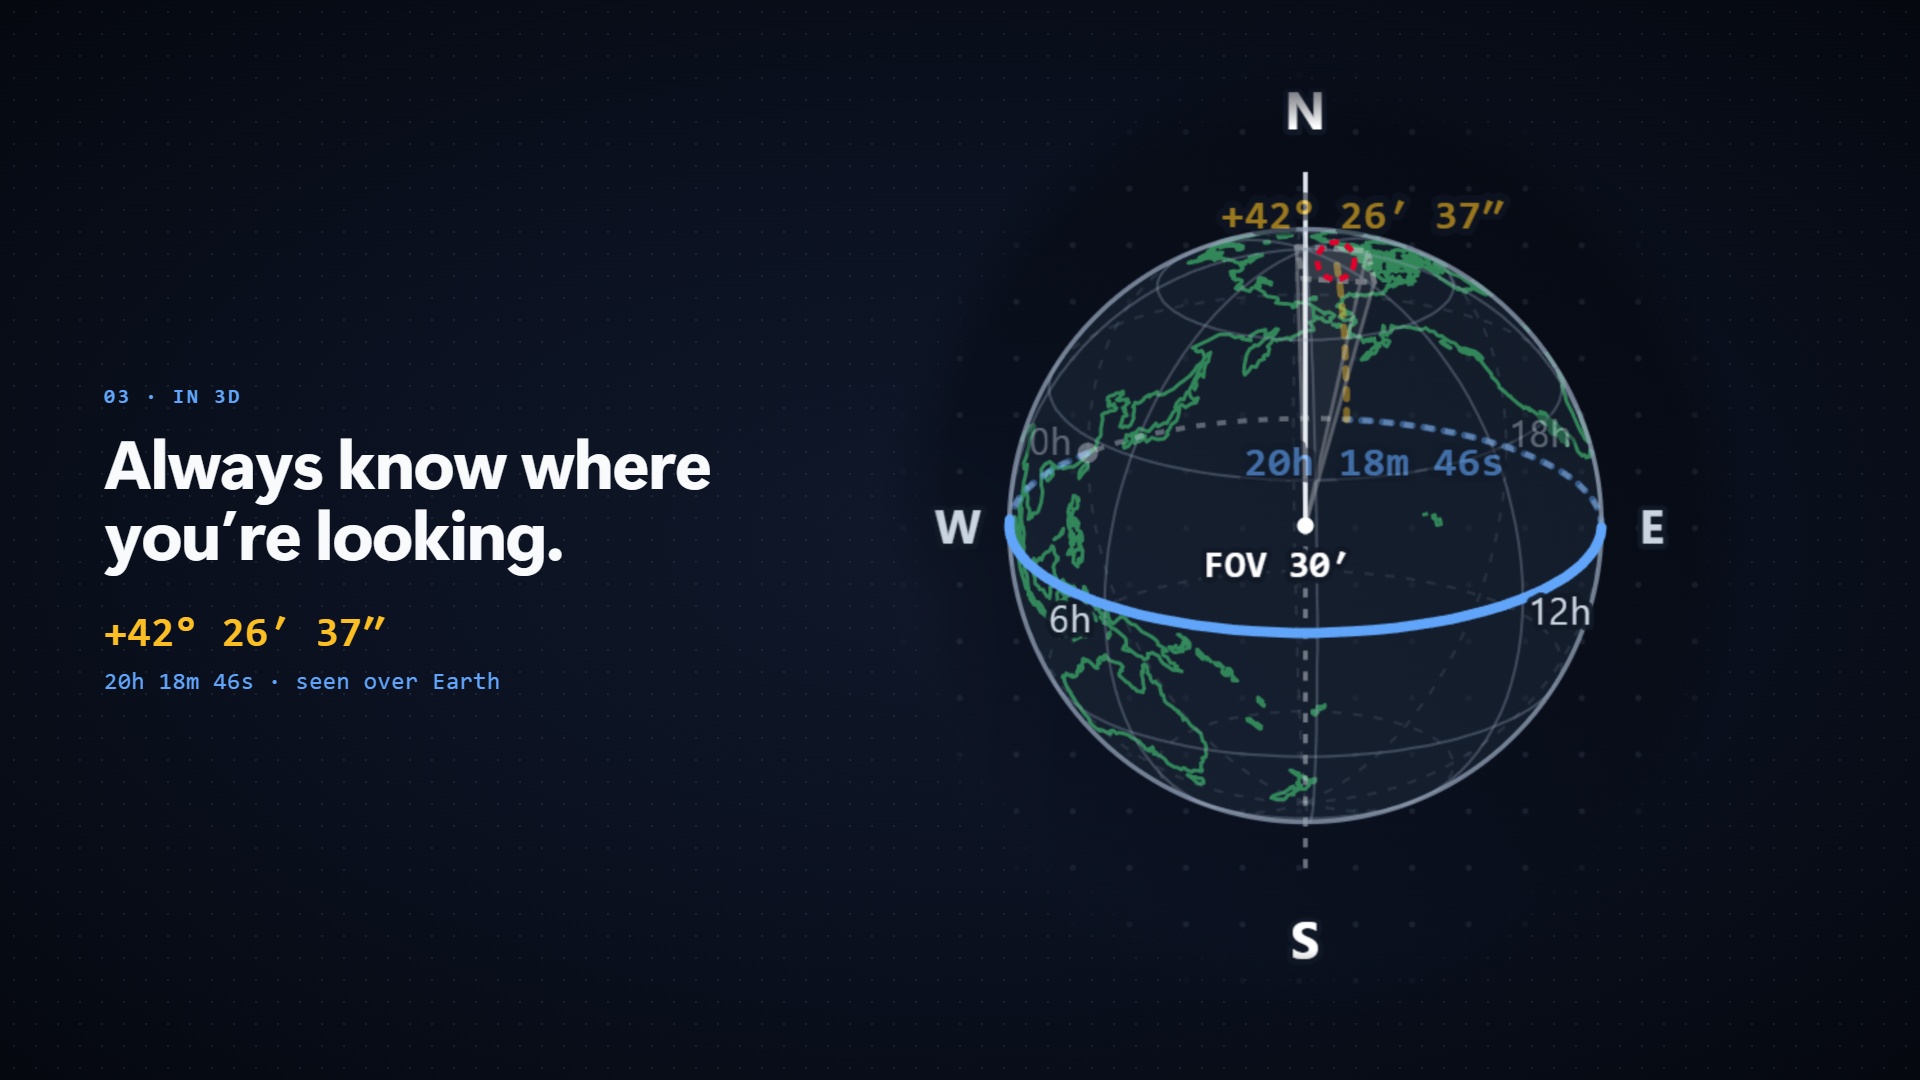 03 · IN 3D
Always know where
you’re looking.
+42° 26′ 37″
20h 18m 46s · seen over Earth
N
+42° 26′ 37″
0h
18h
20h 18m 46s
W
E
FOV 30′
6h
12h
S